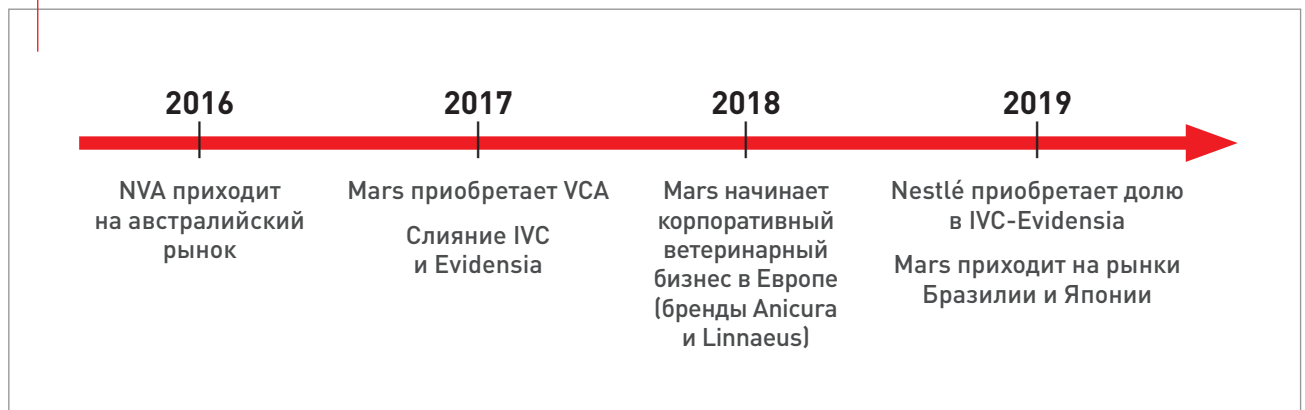 2016
NVA приходит
на австралийский
рынок
2017
Mars приобретает VCA
Слияние IVC
и Evidensia
2018
Mars начинает
корпоративный
ветеринарный
бизнес в Европе
(бренды Anicura
и Linnaeus)
2019
Nestlé приобретает долю
в IVC-Evidensia
Mars приходит на рынки
Бразилии и Японии